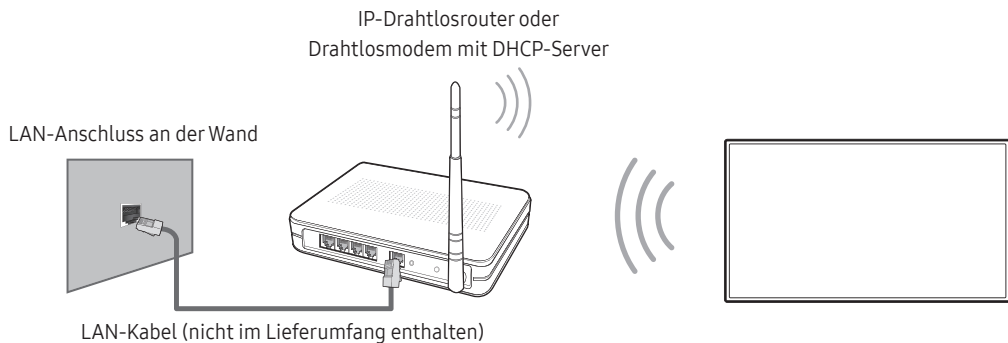 IP-Drahtlosrouter oder
Drahtlosmodem mit DHCP-Server
LAN-Anschluss an der Wand
LAN-Kabel (nicht im Lieferumfang enthalten)